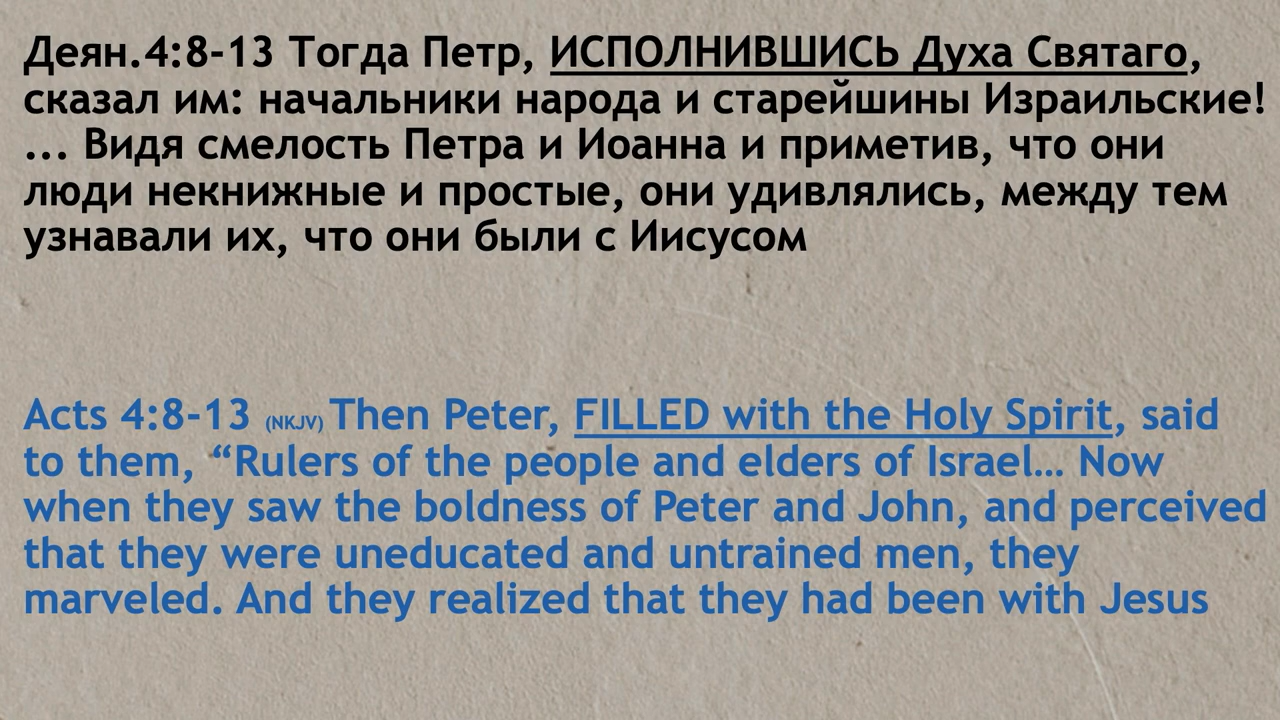 Деян.4:8-13 Тогда Петр, ИСПОЛНИВШИСЬ Духа Святаго,
сказал им: начальники народа и старейшины Израильские!
... Видя смелость Петра и Иоанна и приметив, что они
люди некнижные и простые, они удивлялись, между тем
узнавали их, что они были с Иисусом
Acts 4:8-13 (NKJV) Then Peter, FILLED with the Holy Spirit, said
to them, “Rulers of the people and elders of Israel… Now
when they saw the boldness of Peter and John, and perceived
that they were uneducated and untrained men, they
marveled. And they realized that they had been with Jesus